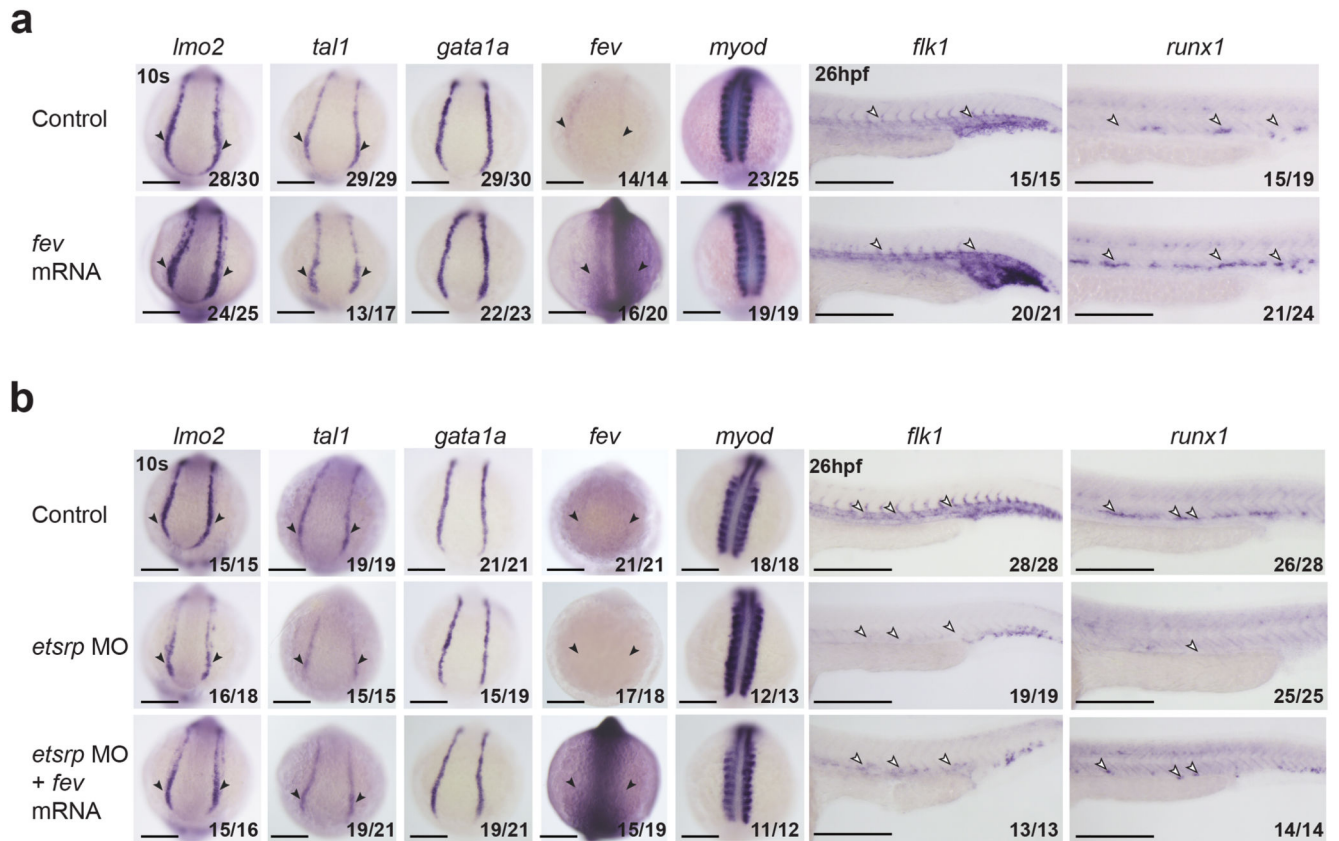 a
lmo2 tal1 gata1a fev myod flk1 runx1
10s 26hpf
Control
28/30 29/29 29/30 14/14 23/25 15/15 15/19
fev
mRNA
24/25 13/17 22/23 16/20 19/19 20/21 21/24
b
lmo2 tal1 gata1a fev myod flk1 runx1
10s 26hpf
Control
15/15 19/19 21/21 21/21 18/18 28/28 26/28
etsrp MO
16/18 15/15 15/19 17/18 12/13 19/19 25/25
etsrp MO
+ fev
mRNA
15/16 19/21 19/21 15/19 11/12 13/13 14/14